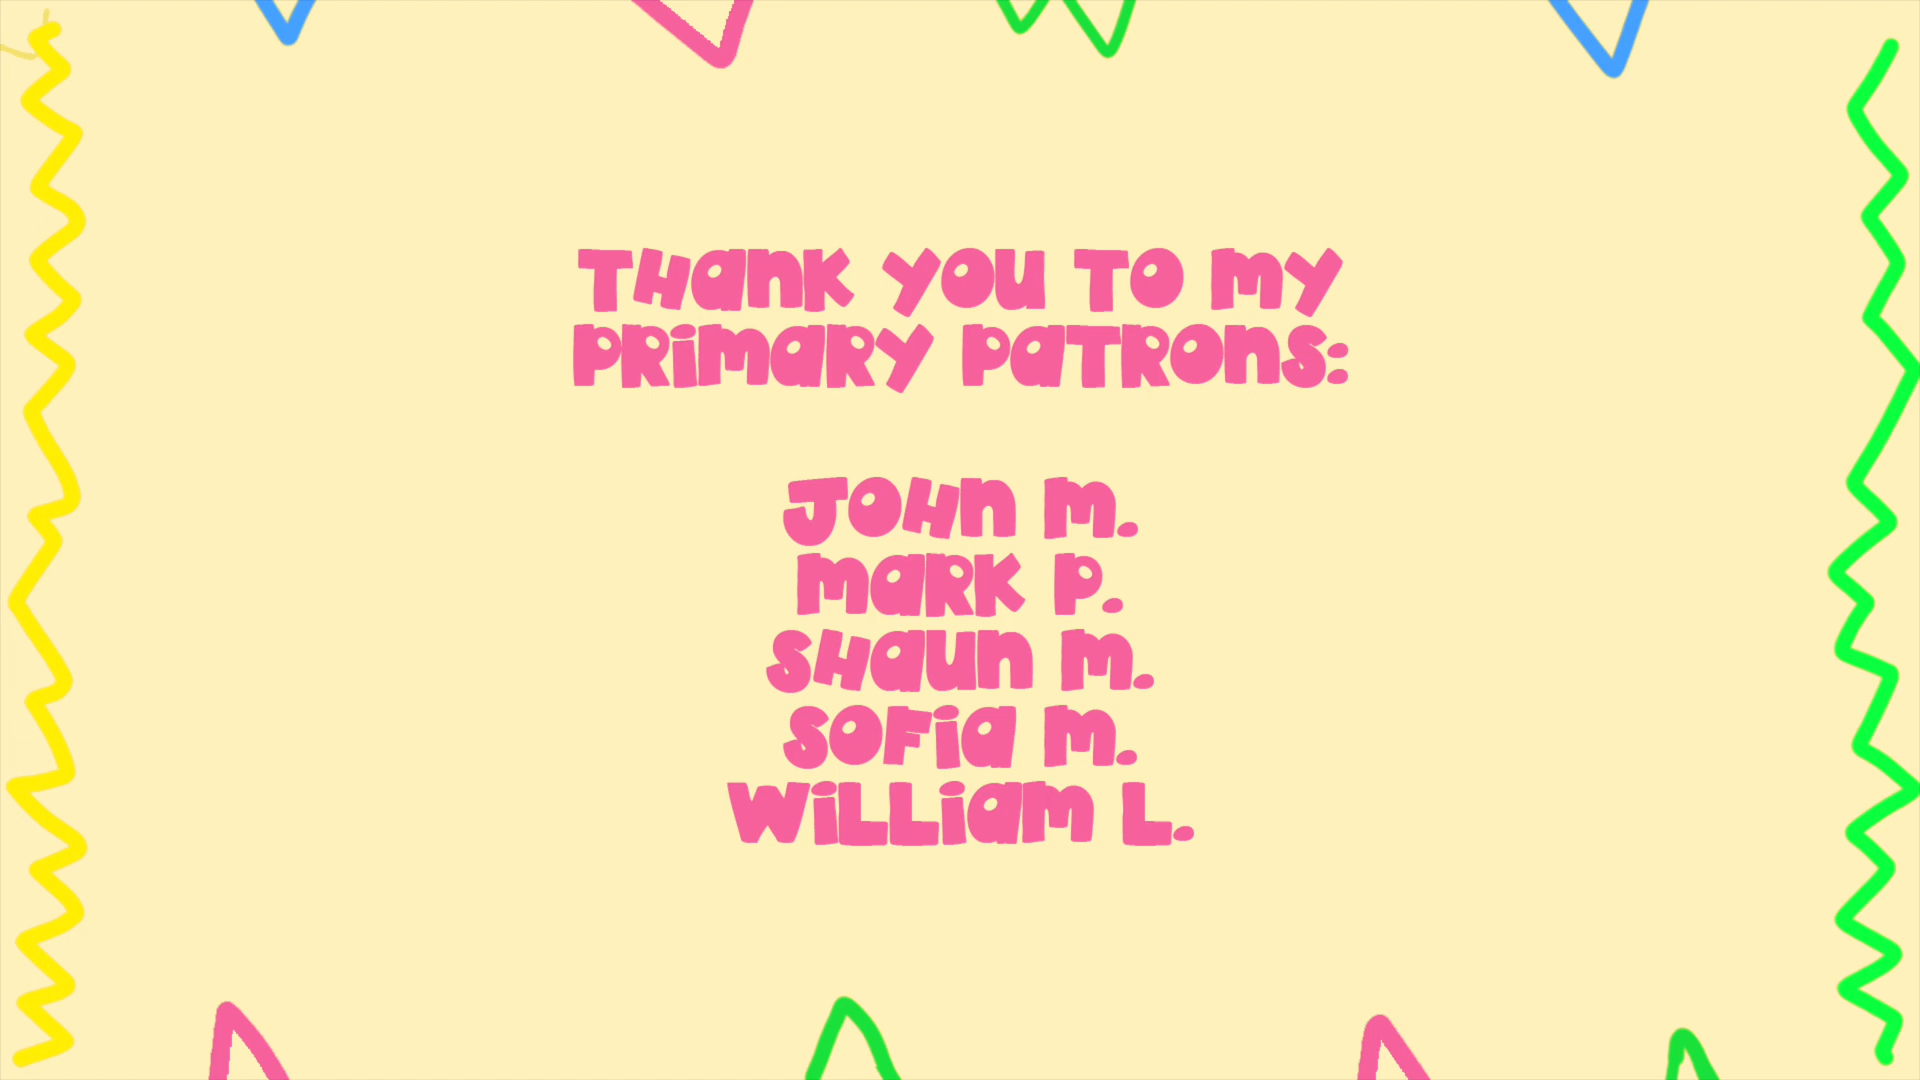 Thank you to my
Primary Patrons:
John M.
Mark P.
Shaun M.
Sofia M.
William L.